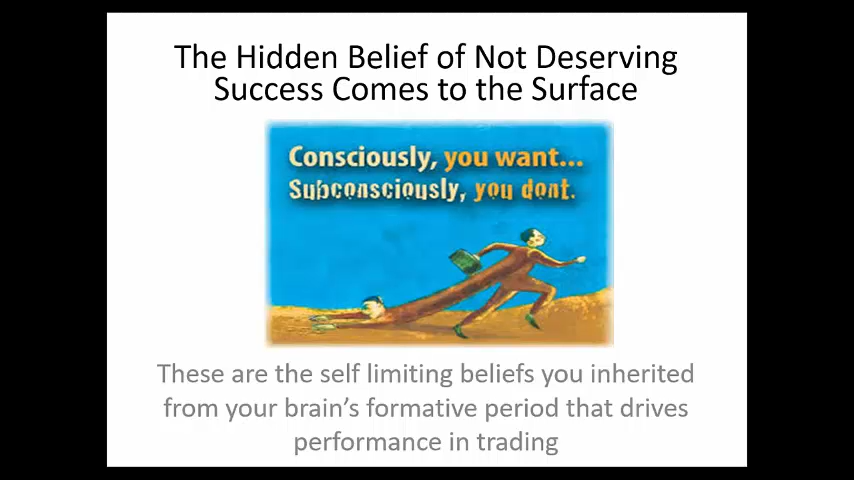 The Hidden Belief of Not Deserving
Success Comes to the Surface
Consciously, you want...
Subconsciously, you dont.
These are the self limiting beliefs you inherited
from your brain's formative period that drives
performance in trading